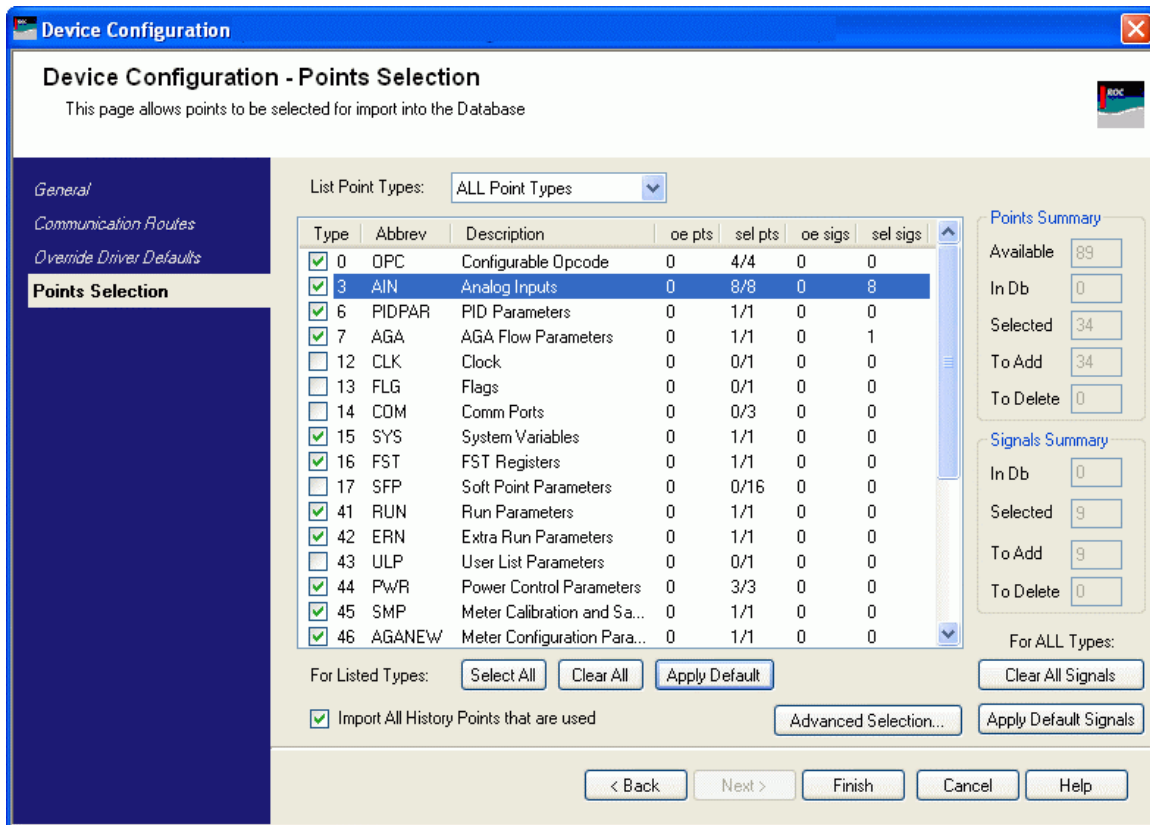 Device Configuration
Device Configuration - Points Selection
This page allows points to be selected for import into the Database
ROC
General
Communication Routes
Override Driver Defaults
Points Selection
List Point Types: ALL Point Types
Type Abbrev Description oe pts sel pts oe sigs sel sigs
0 OPC Configurable Opcode 0 4/4 0 0
3 AIN Analog Inputs 0 8/8 0 8
6 PIDPAR PID Parameters 0 1/1 0 0
7 AGA AGA Flow Parameters 0 1/1 0 1
12 CLK Clock 0 0/1 0 0
13 FLG Flags 0 0/1 0 0
14 COM Comm Ports 0 0/3 0 0
15 SYS System Variables 0 1/1 0 0
16 FST FST Registers 0 1/1 0 0
17 SFP Soft Point Parameters 0 0/16 0 0
41 RUN Run Parameters 0 1/1 0 0
42 ERN Extra Run Parameters 0 1/1 0 0
43 ULP User List Parameters 0 0/1 0 0
44 PWR Power Control Parameters 0 3/3 0 0
45 SMP Meter Calibration and Sa... 0 1/1 0 0
46 AGANEW Meter Configuration Para... 0 1/1 0 0
Points Summary
Available 89
In Db 0
Selected 34
To Add 34
To Delete 0
Signals Summary
In Db 0
Selected 9
To Add 9
To Delete 0
For ALL Types:
For Listed Types: Select All Clear All Apply Default Clear All Signals
Import All History Points that are used Advanced Selection... Apply Default Signals
< Back Next > Finish Cancel Help